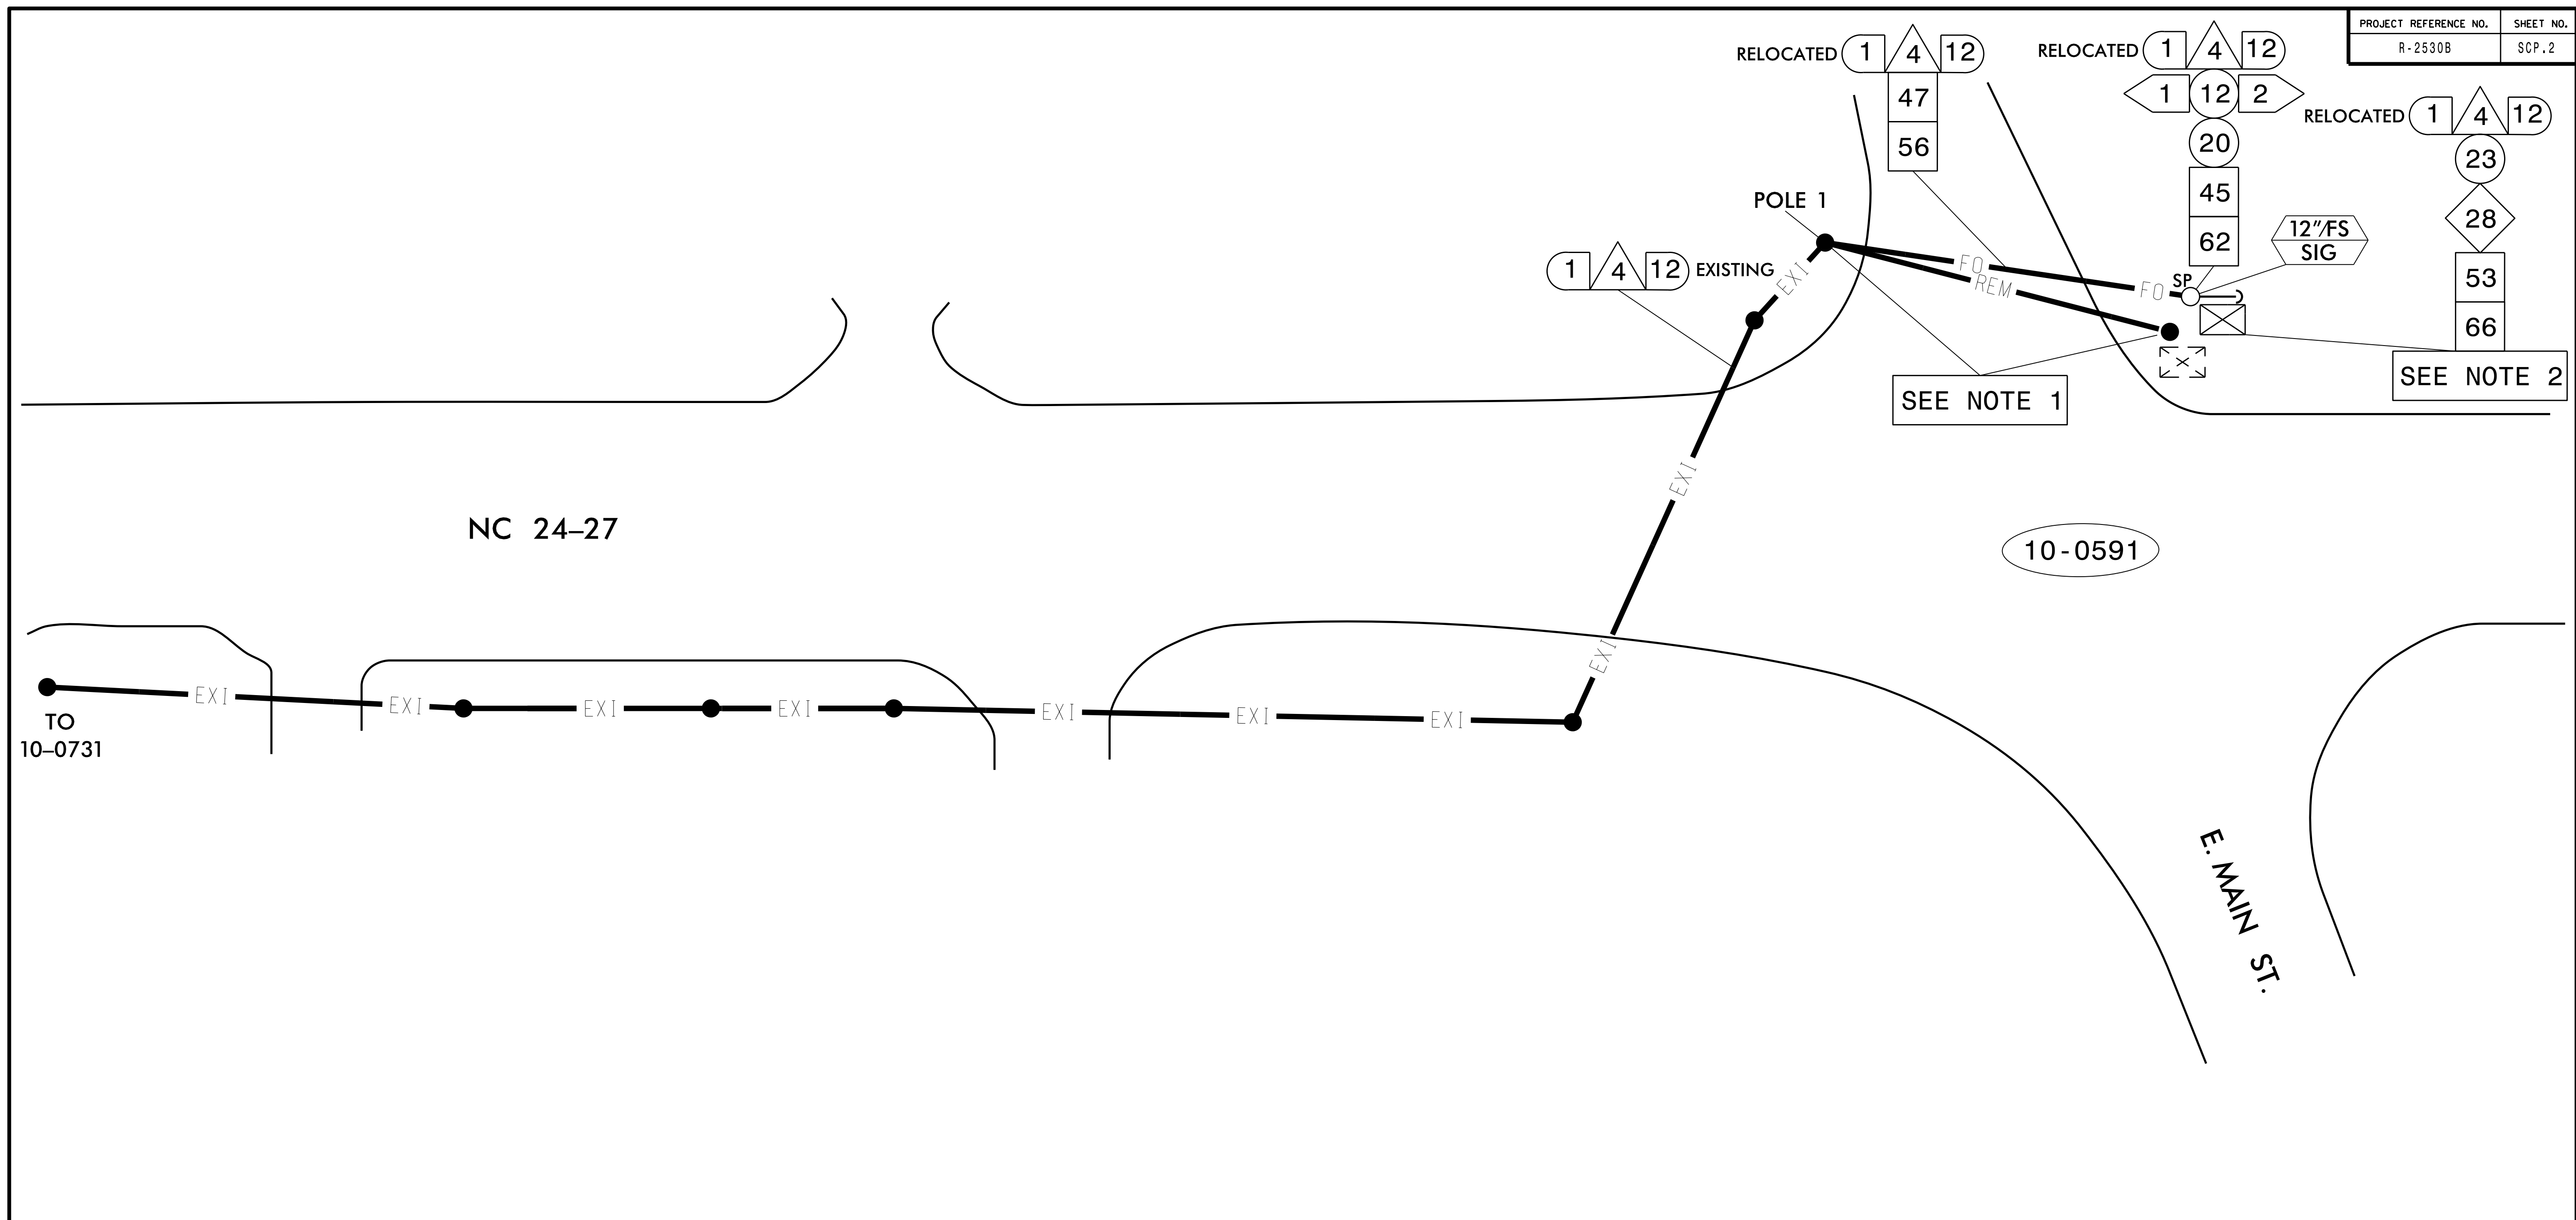 PROJECT REFERENCE NO. SHEET NO.
R-2530B SCP.2
RELOCATED 1 4 12
47
56
RELOCATED 1 4 12
1 12 2
20
45
62
RELOCATED 1 4 12
23
28
53
66
SEE NOTE 2
12"/FS
SIG
SP
POLE 1
1 4 12 EXISTING
EXI
FO
REM
FO
SEE NOTE 1
EXI
NC 24–27
10-0591
EXI
EXI EXI EXI EXI EXI EXI EXI
TO
10–0731
E. MAIN ST.